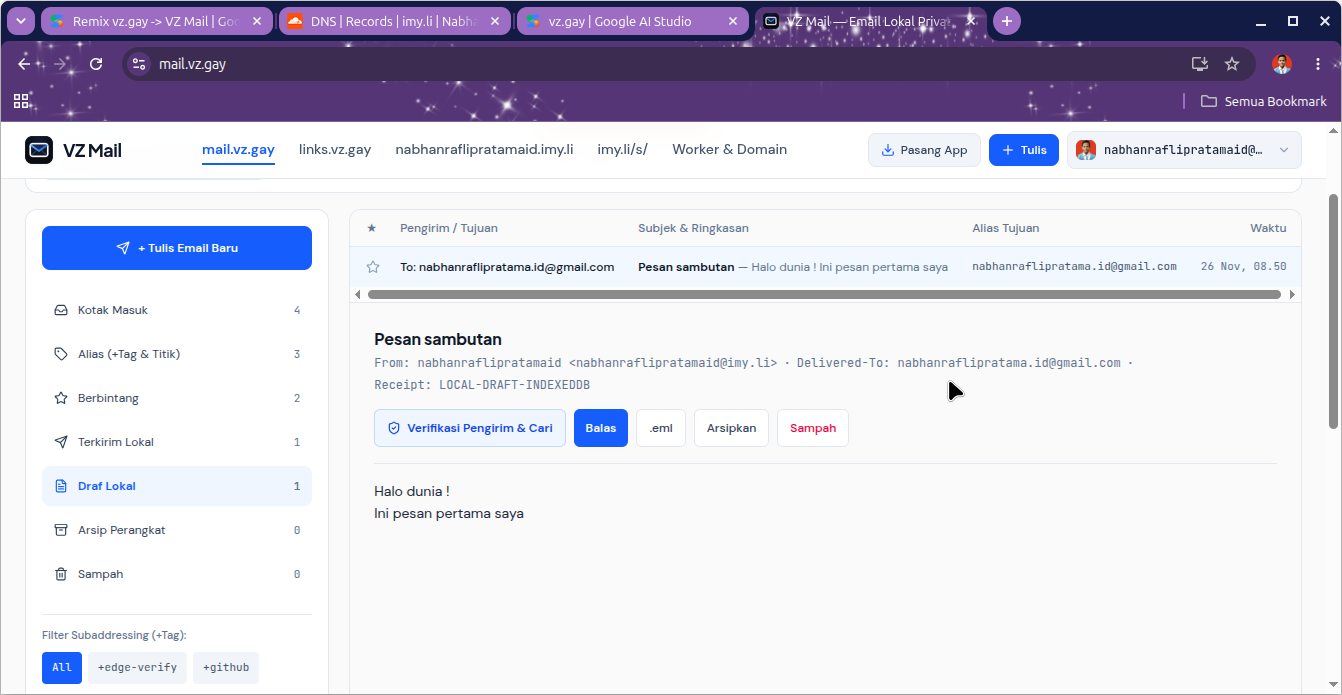 Remix vz.gay -> VZ Mail | Goo
DNS | Records | imy.li | Nabh
vz.gay | Google AI Studio
VZ Mail — Email Lokal Priva
mail.vz.gay
Semua Bookmark
VZ Mail
mail.vz.gay
links.vz.gay
nabhanraflipratamaid.imy.li
imy.li/s/
Worker & Domain
Pasang App
+ Tulis
nabhanraflipratamaid@…
+ Tulis Email Baru
Kotak Masuk 4
Alias (+Tag & Titik) 3
Berbintang 2
Terkirim Lokal 1
Draf Lokal 1
Arsip Perangkat 0
Sampah 0
Filter Subaddressing (+Tag):
All +edge-verify +github
★ Pengirim / Tujuan Subjek & Ringkasan Alias Tujuan Waktu
To: nabhanraflipratama.id@gmail.com Pesan sambutan — Halo dunia ! Ini pesan pertama saya nabhanraflipratama.id@gmail.com 26 Nov, 08.50
Pesan sambutan
From: nabhanraflipratamaid <nabhanraflipratamaid@imy.li> · Delivered-To: nabhanraflipratama.id@gmail.com ·
Receipt: LOCAL-DRAFT-INDEXEDDB
Verifikasi Pengirim & Cari
Balas
.eml
Arsipkan
Sampah
Halo dunia !
Ini pesan pertama saya